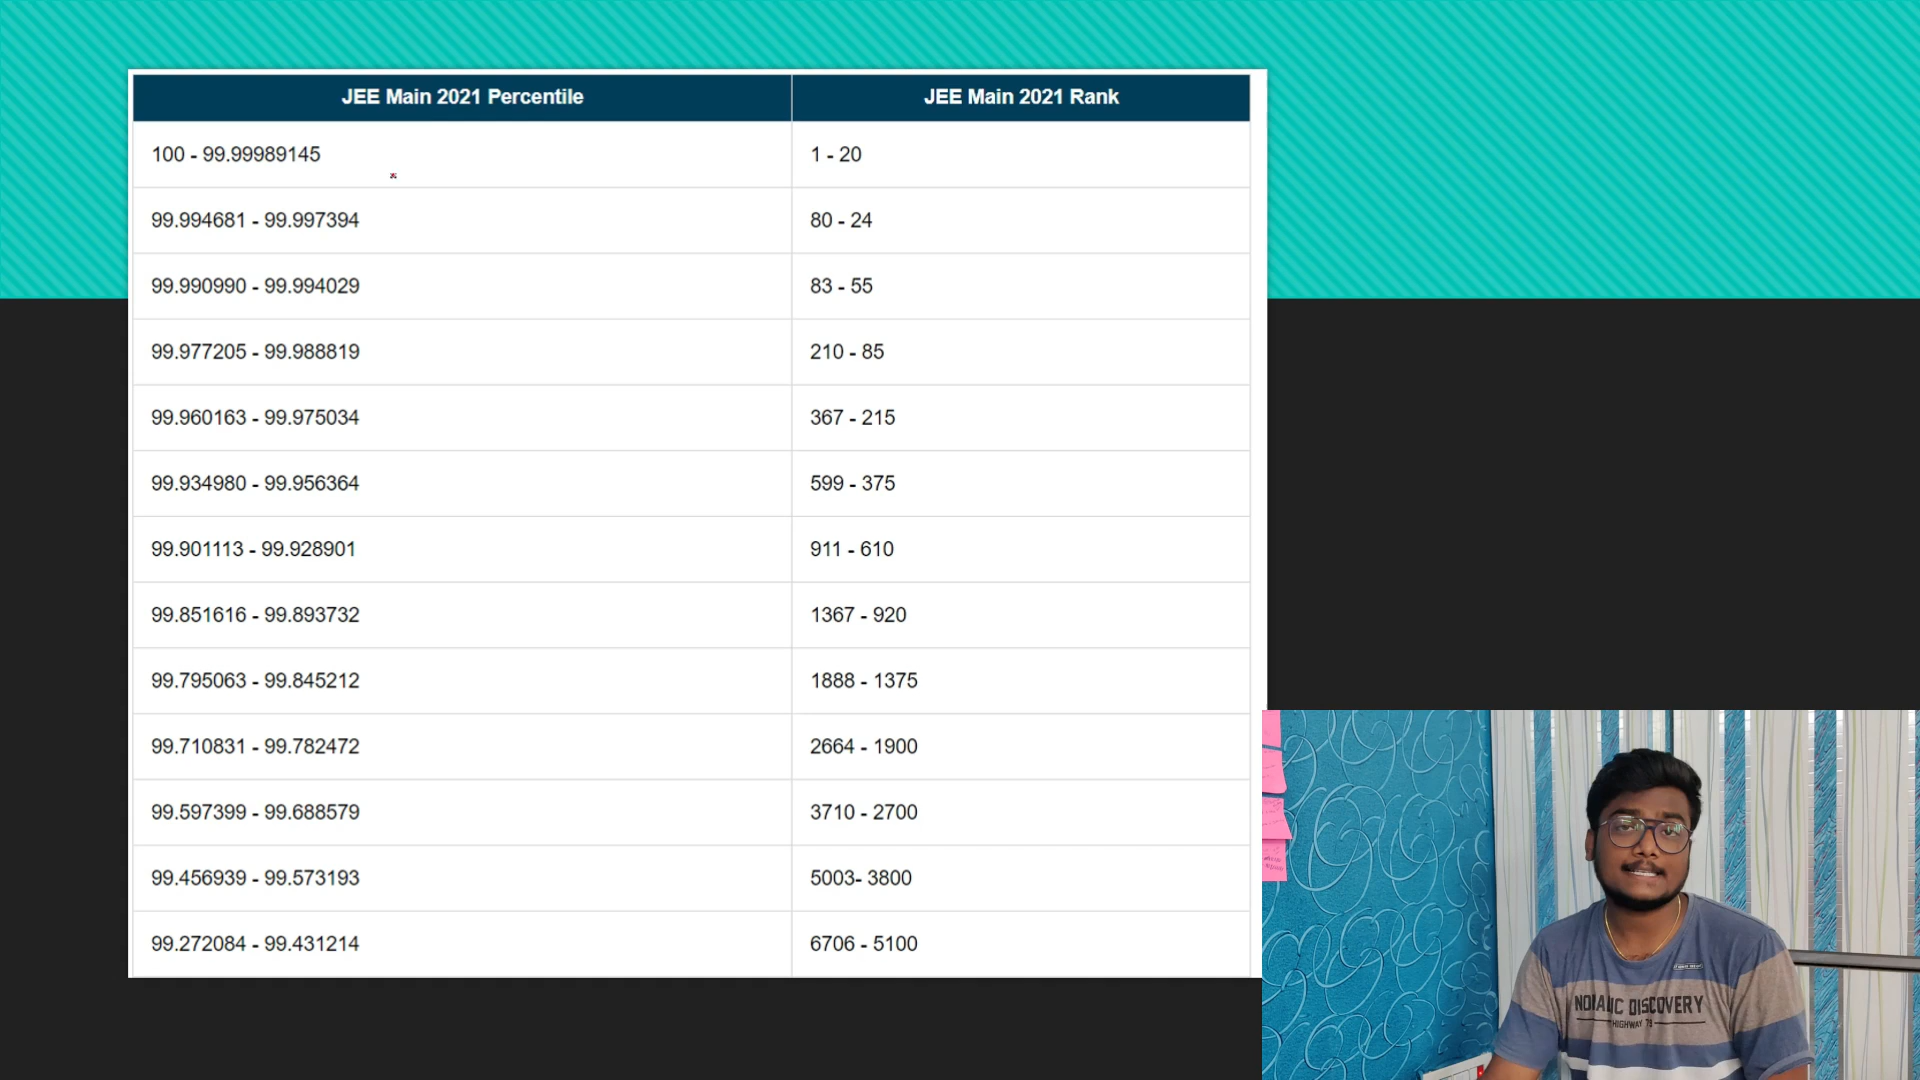 JEE Main 2021 Percentile JEE Main 2021 Rank
100 - 99.99989145 1 - 20
99.994681 - 99.997394 80 - 24
99.990990 - 99.994029 83 - 55
99.977205 - 99.988819 210 - 85
99.960163 - 99.975034 367 - 215
99.934980 - 99.956364 599 - 375
99.901113 - 99.928901 911 - 610
99.851616 - 99.893732 1367 - 920
99.795063 - 99.845212 1888 - 1375
99.710831 - 99.782472 2664 - 1900
99.597399 - 99.688579 3710 - 2700
99.456939 - 99.573193 5003- 3800
99.272084 - 99.431214 6706 - 5100
DISCOVERY
HIGHWAY